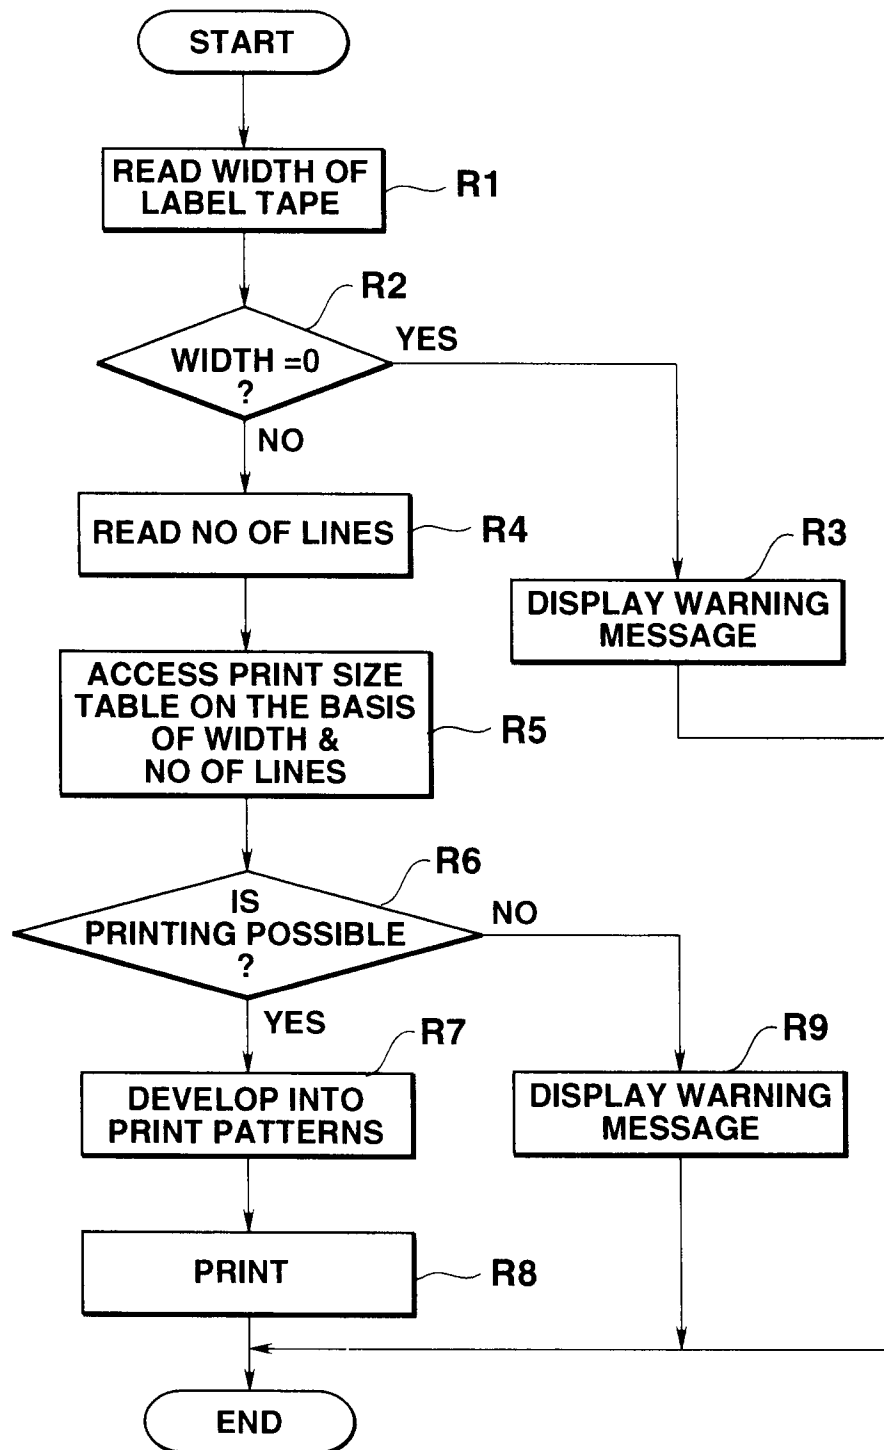 START
READ WIDTH OF
LABEL TAPE
R1
R2
WIDTH =0
?
YES
NO
READ NO OF LINES
R4
R3
DISPLAY WARNING
MESSAGE
ACCESS PRINT SIZE
TABLE ON THE BASIS
OF WIDTH &
NO OF LINES
R5
R6
IS
PRINTING POSSIBLE
?
NO
YES
R7
DEVELOP INTO
PRINT PATTERNS
R9
DISPLAY WARNING
MESSAGE
PRINT
R8
END